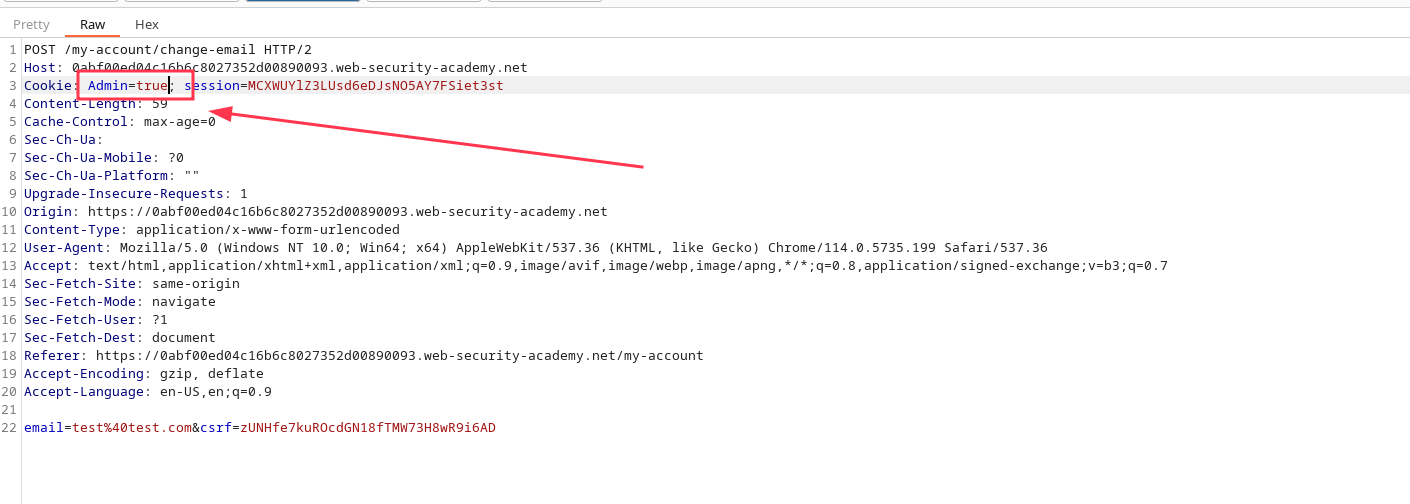 Pretty Raw Hex
1 POST /my-account/change-email HTTP/2
2 Host: 0abf00ed04c16b6c8027352d00890093.web-security-academy.net
3 Cookie: Admin=true; session=MCXWUYlZ3LUsd6eDJsNO5AY7FSiet3st
4 Content-Length: 59
5 Cache-Control: max-age=0
6 Sec-Ch-Ua:
7 Sec-Ch-Ua-Mobile: ?0
8 Sec-Ch-Ua-Platform: ""
9 Upgrade-Insecure-Requests: 1
10 Origin: https://0abf00ed04c16b6c8027352d00890093.web-security-academy.net
11 Content-Type: application/x-www-form-urlencoded
12 User-Agent: Mozilla/5.0 (Windows NT 10.0; Win64; x64) AppleWebKit/537.36 (KHTML, like Gecko) Chrome/114.0.5735.199 Safari/537.36
13 Accept: text/html,application/xhtml+xml,application/xml;q=0.9,image/avif,image/webp,image/apng,*/*;q=0.8,application/signed-exchange;v=b3;q=0.7
14 Sec-Fetch-Site: same-origin
15 Sec-Fetch-Mode: navigate
16 Sec-Fetch-User: ?1
17 Sec-Fetch-Dest: document
18 Referer: https://0abf00ed04c16b6c8027352d00890093.web-security-academy.net/my-account
19 Accept-Encoding: gzip, deflate
20 Accept-Language: en-US,en;q=0.9
21
22 email=test%40test.com&csrf=zUNHfe7kuROcdGN18fTMW73H8wR9i6AD